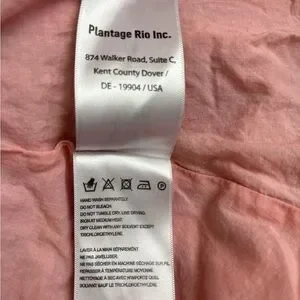 Plantage Rio Inc.
874 Walker Road, Suite C,
Kent County Dover /
DE - 19904 / USA
HAND WASH SEPARATELY.
DO NOT BLEACH.
DO NOT TUMBLE DRY, LINE DRYING.
IRON AT MEDIUM HEAT.
DRY CLEAN WITH ANY SOLVENT EXCEPT
TRICHLOROETHYLENE.
LAVER À LA MAIN SÉPARÉMENT
NE PAS JAVELLISER.
NE PAS SÉCHER EN MACHINE SÉCHAGE SUR FIL.
REPASSER À TEMPÉRATURE MOYENNE.
NETTOYAGE À SEC AVEC N'IMPORTE QUEL
SOLVANT SAUF LE TRICHLOROÉTHYLÈNE.